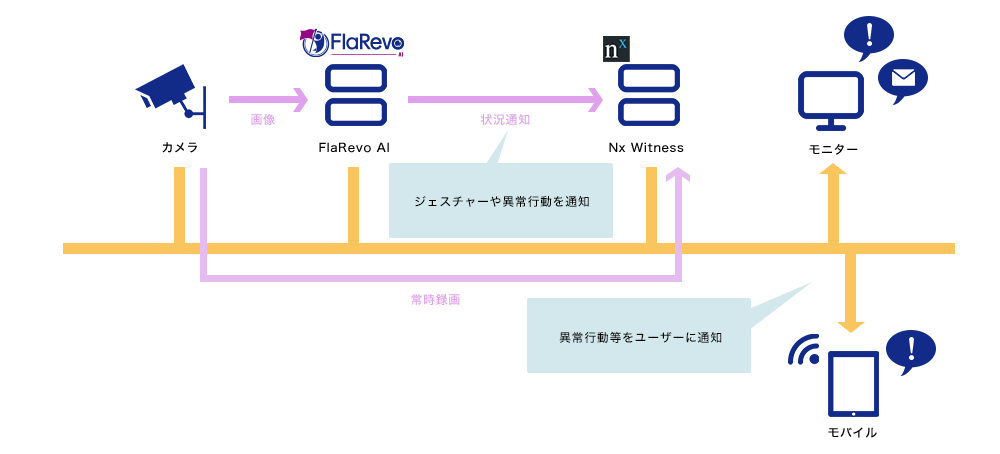 FlaRevo
AI
nx
画像
状況通知
カメラ
FlaRevo AI
Nx Witness
モニター
ジェスチャーや異常行動を通知
常時録画
異常行動等をユーザーに通知
モバイル